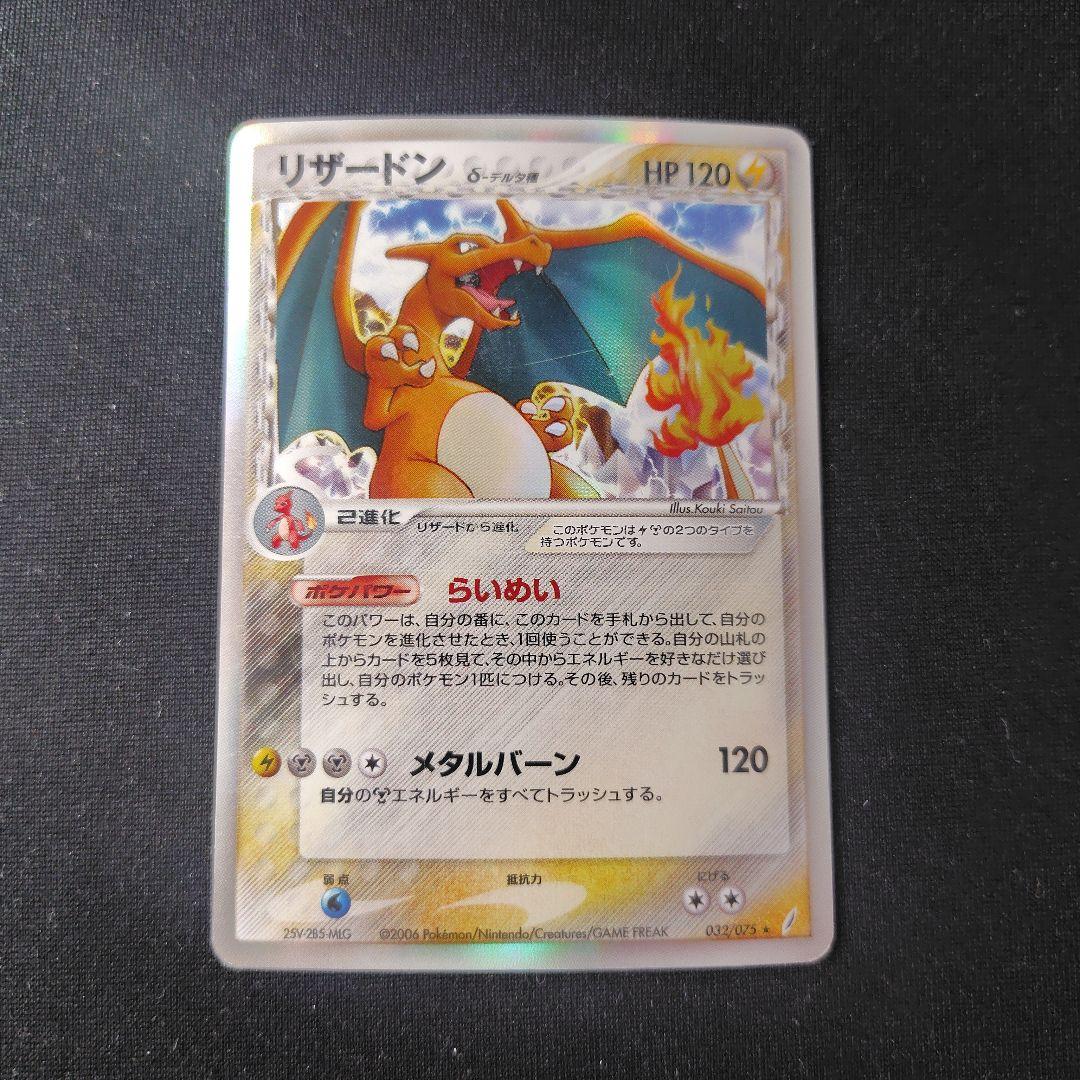 リザードン δ-デルタ種 HP 120
Illus.Kouki Saitou
2進化 リザードから進化
このポケモンは の2つのタイプを
持つポケモンです。
ポケパワー らいめい
このパワーは、自分の番に、このカードを手札から出して、自分の
ポケモンを進化させたとき、1回使うことができる。自分の山札の
上からカードを5枚見て、その中からエネルギーを好きなだけ選び
出し、自分のポケモン1匹につける。その後、残りのカードをトラッ
シュする。
メタルバーン 120
自分の エネルギーをすべてトラッシュする。
弱点 抵抗力 にげる
25V-2B5-MLG ©2006 Pokémon/Nintendo/Creatures/GAME FREAK 032/075 ★